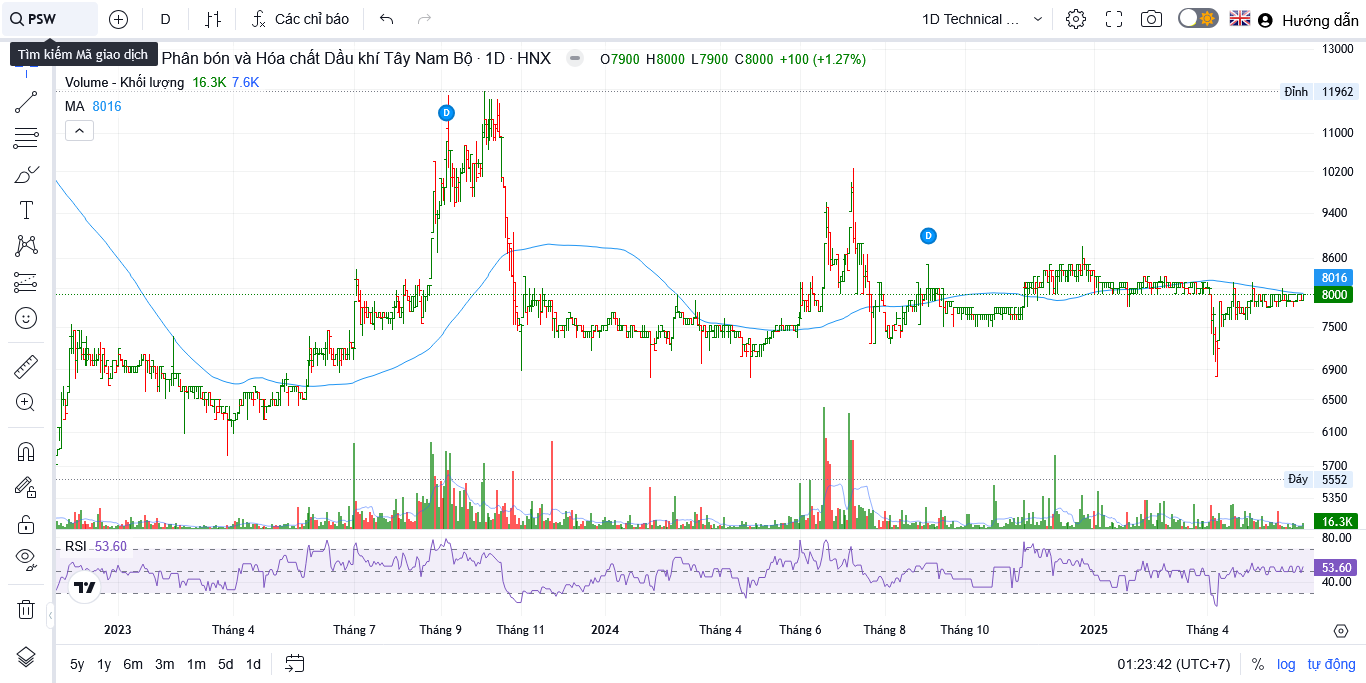 PSW
D
Các chỉ báo
1D Technical ...
Hướng dẫn
Tìm kiếm Mã giao dịch
Phân bón và Hóa chất Dầu khí Tây Nam Bộ · 1D · HNX
O7900 H8000 L7900 C8000 +100 (+1.27%)
Volume - Khối lượng 16.3K 7.6K
MA 8016
D
D
13000
Đỉnh 11962
11000
10200
9400
8600
8016
8000
7500
6900
6500
6100
5700
Đáy 5552
5350
16.3K
RSI 53.60
80.00
53.60
40.00
2023 Tháng 4 Tháng 7 Tháng 9 Tháng 11 2024 Tháng 4 Tháng 6 Tháng 8 Tháng 10 2025 Tháng 4
5y 1y 6m 3m 1m 5d 1d
01:23:42 (UTC+7) % log tự động